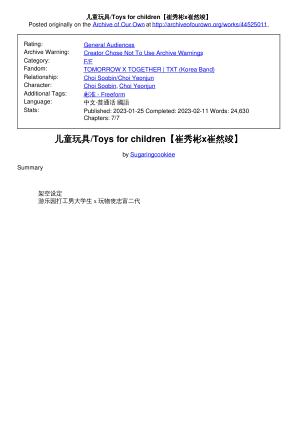 儿童玩具/Toys for children【崔秀彬x崔然竣】
Posted originally on the Archive of Our Own at http://archiveofourown.org/works/44525011.
Rating: General Audiences
Archive Warning: Creator Chose Not To Use Archive Warnings
Category: F/F
Fandom: TOMORROW X TOGETHER | TXT (Korea Band)
Relationship: Choi Soobin/Choi Yeonjun
Character: Choi Soobin, Choi Yeonjun
Additional Tags: 彬准 - Freeform
Language: 中文-普通话 國語
Stats: Published: 2023-01-25 Completed: 2023-02-11 Words: 24,630
Chapters: 7/7
儿童玩具/Toys for children【崔秀彬x崔然竣】
by Sugaringcookiee
Summary
架空设定
游乐园打工男大学生 x 玩物丧志富二代